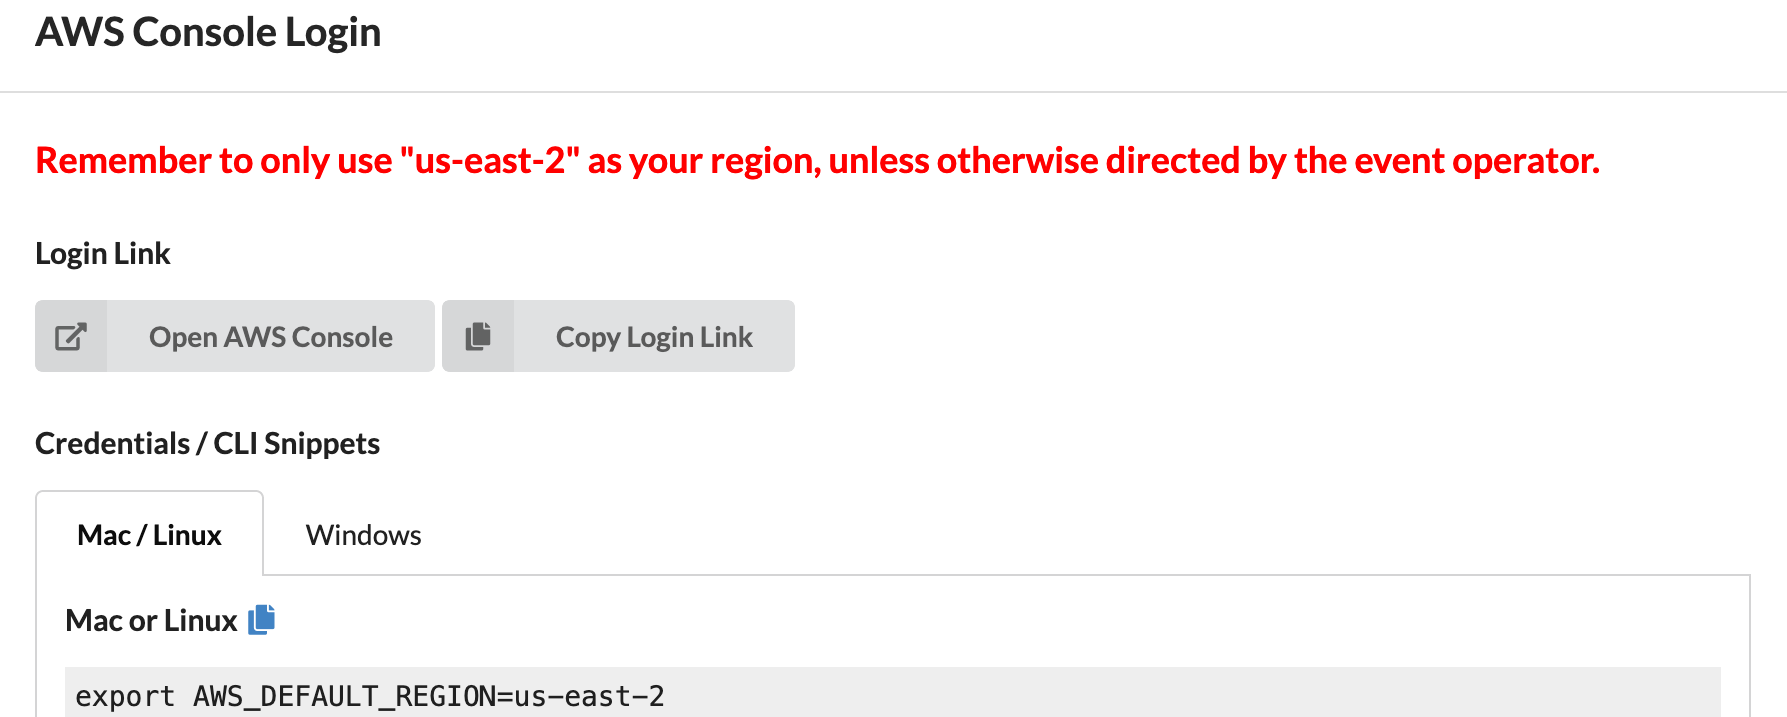 AWS Console Login
Remember to only use "us-east-2" as your region, unless otherwise directed by the event operator.
Login Link
Open AWS Console
Copy Login Link
Credentials / CLI Snippets
Mac / Linux
Windows
Mac or Linux
export AWS_DEFAULT_REGION=us-east-2